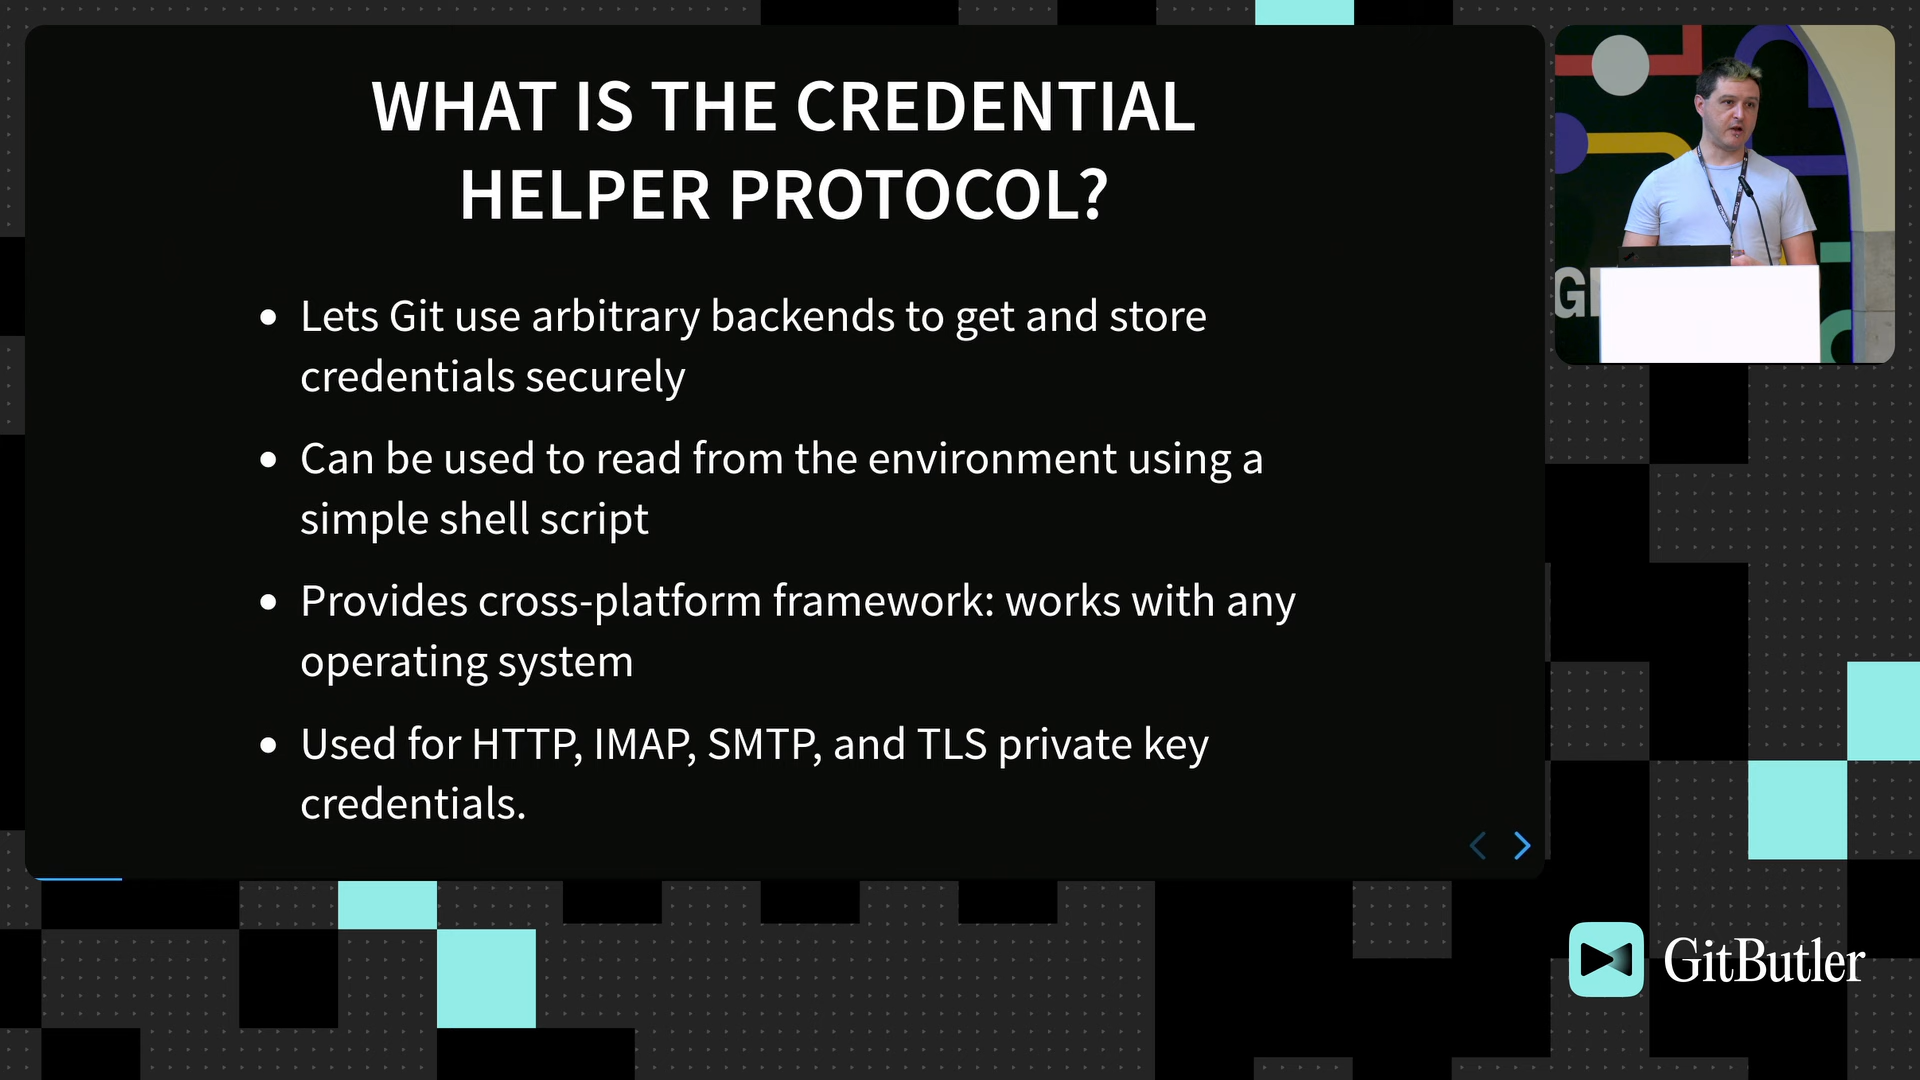 WHAT IS THE CREDENTIAL
HELPER PROTOCOL?
Lets Git use arbitrary backends to get and store
credentials securely
Can be used to read from the environment using a
simple shell script
Provides cross-platform framework: works with any
operating system
Used for HTTP, IMAP, SMTP, and TLS private key
credentials.
GitButler